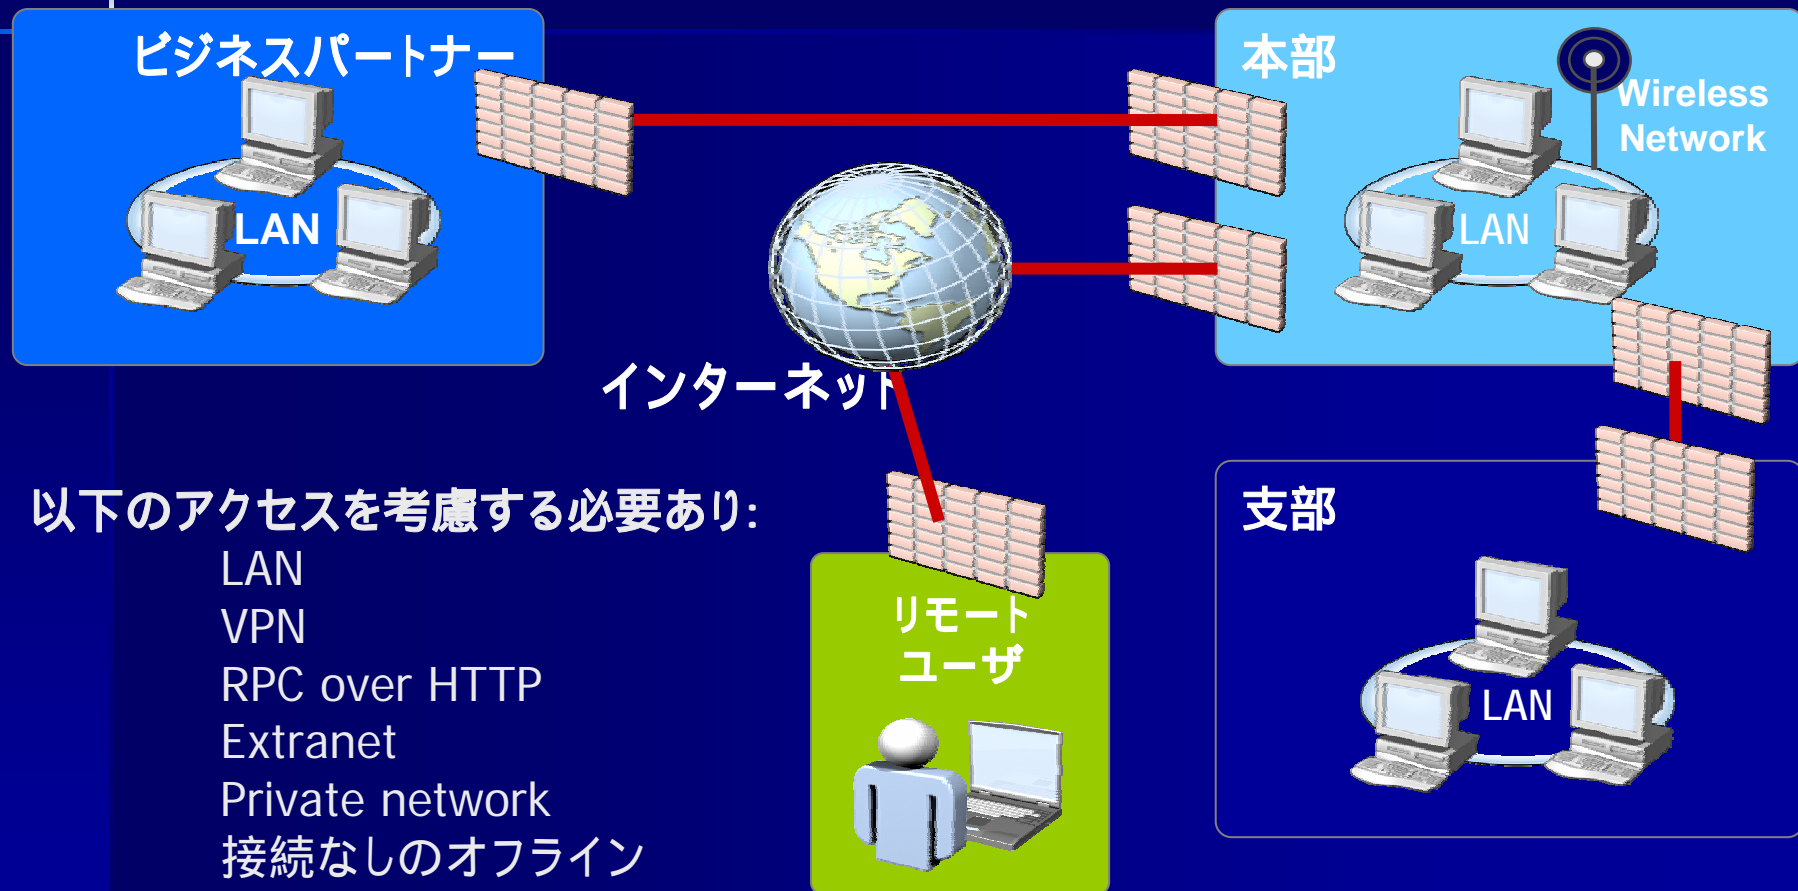 ビジネスパートナー
LAN
本部
Wireless
Network
LAN
インターネット
以下のアクセスを考慮する必要あり:
LAN
VPN
RPC over HTTP
Extranet
Private network
接続なしのオフライン
リモート
ユーザ
支部
LAN